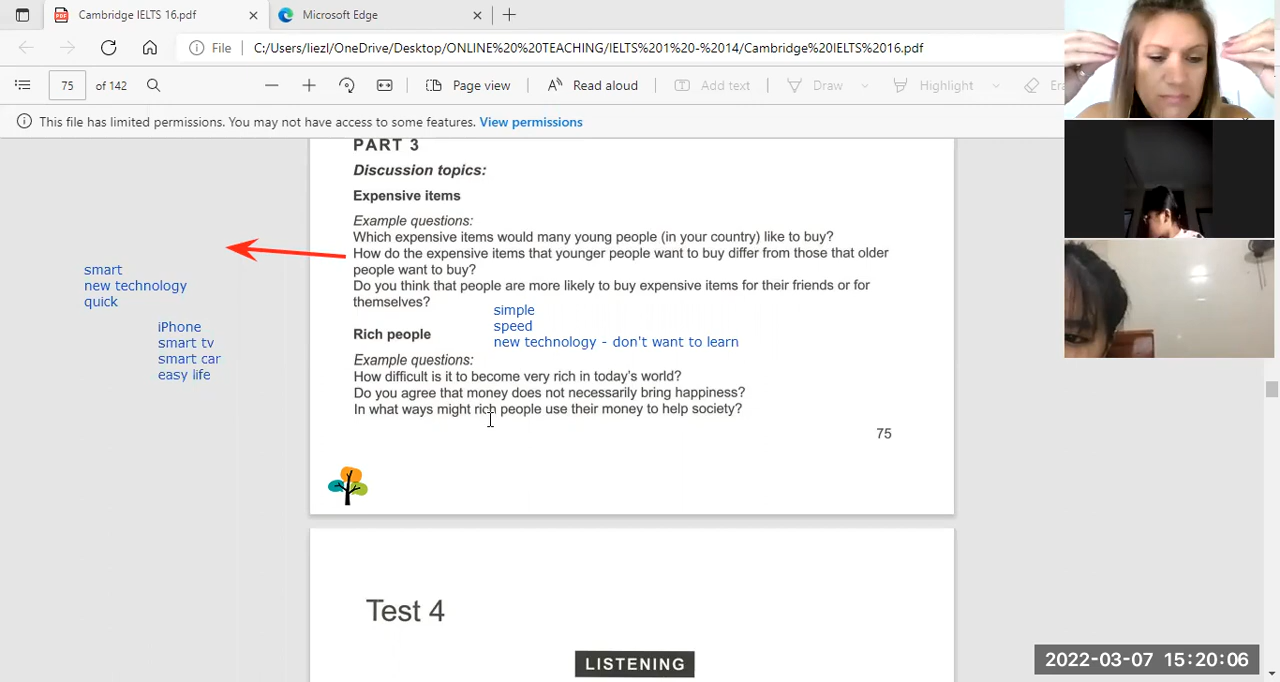 Cambridge IELTS 16.pdf
Microsoft Edge
File
C:/Users/liezl/OneDrive/Desktop/ONLINE%20%20TEACHING/IELTS%201%20-%2014/Cambridge%20IELTS%2016.pdf
75 of 142
Page view
Read aloud
Add text
Draw
Highlight
This file has limited permissions. You may not have access to some features. View permissions
PART 3
Discussion topics:
Expensive items
Example questions:
Which expensive items would many young people (in your country) like to buy?
How do the expensive items that younger people want to buy differ from those that older
people want to buy?
Do you think that people are more likely to buy expensive items for their friends or for
themselves?
smart
new technology
quick
iPhone
smart tv
smart car
easy life
simple
speed
new technology - don't want to learn
Rich people
Example questions:
How difficult is it to become very rich in today's world?
Do you agree that money does not necessarily bring happiness?
In what ways might rich people use their money to help society?
75
Test 4
LISTENING
2022-03-07 15:20:06